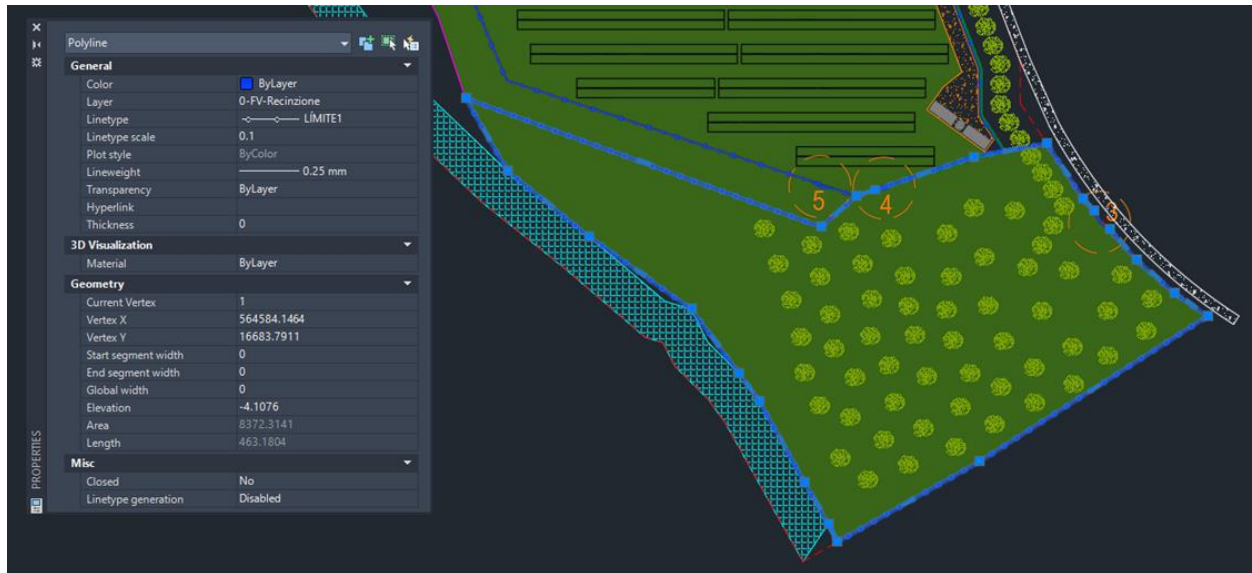 Polyline
General
Color ByLayer
Layer 0-FV-Recinzione
Linetype LÍMITE1
Linetype scale 0.1
Plot style ByColor
Lineweight 0.25 mm
Transparency ByLayer
Hyperlink
Thickness 0
3D Visualization
Material ByLayer
Geometry
Current Vertex 1
Vertex X 564584.1464
Vertex Y 16683.7911
Start segment width 0
End segment width 0
Global width 0
Elevation -4.1076
Area 8372.3141
Length 463.1804
Misc
Closed No
Linetype generation Disabled
PROPERTIES
5
4
3